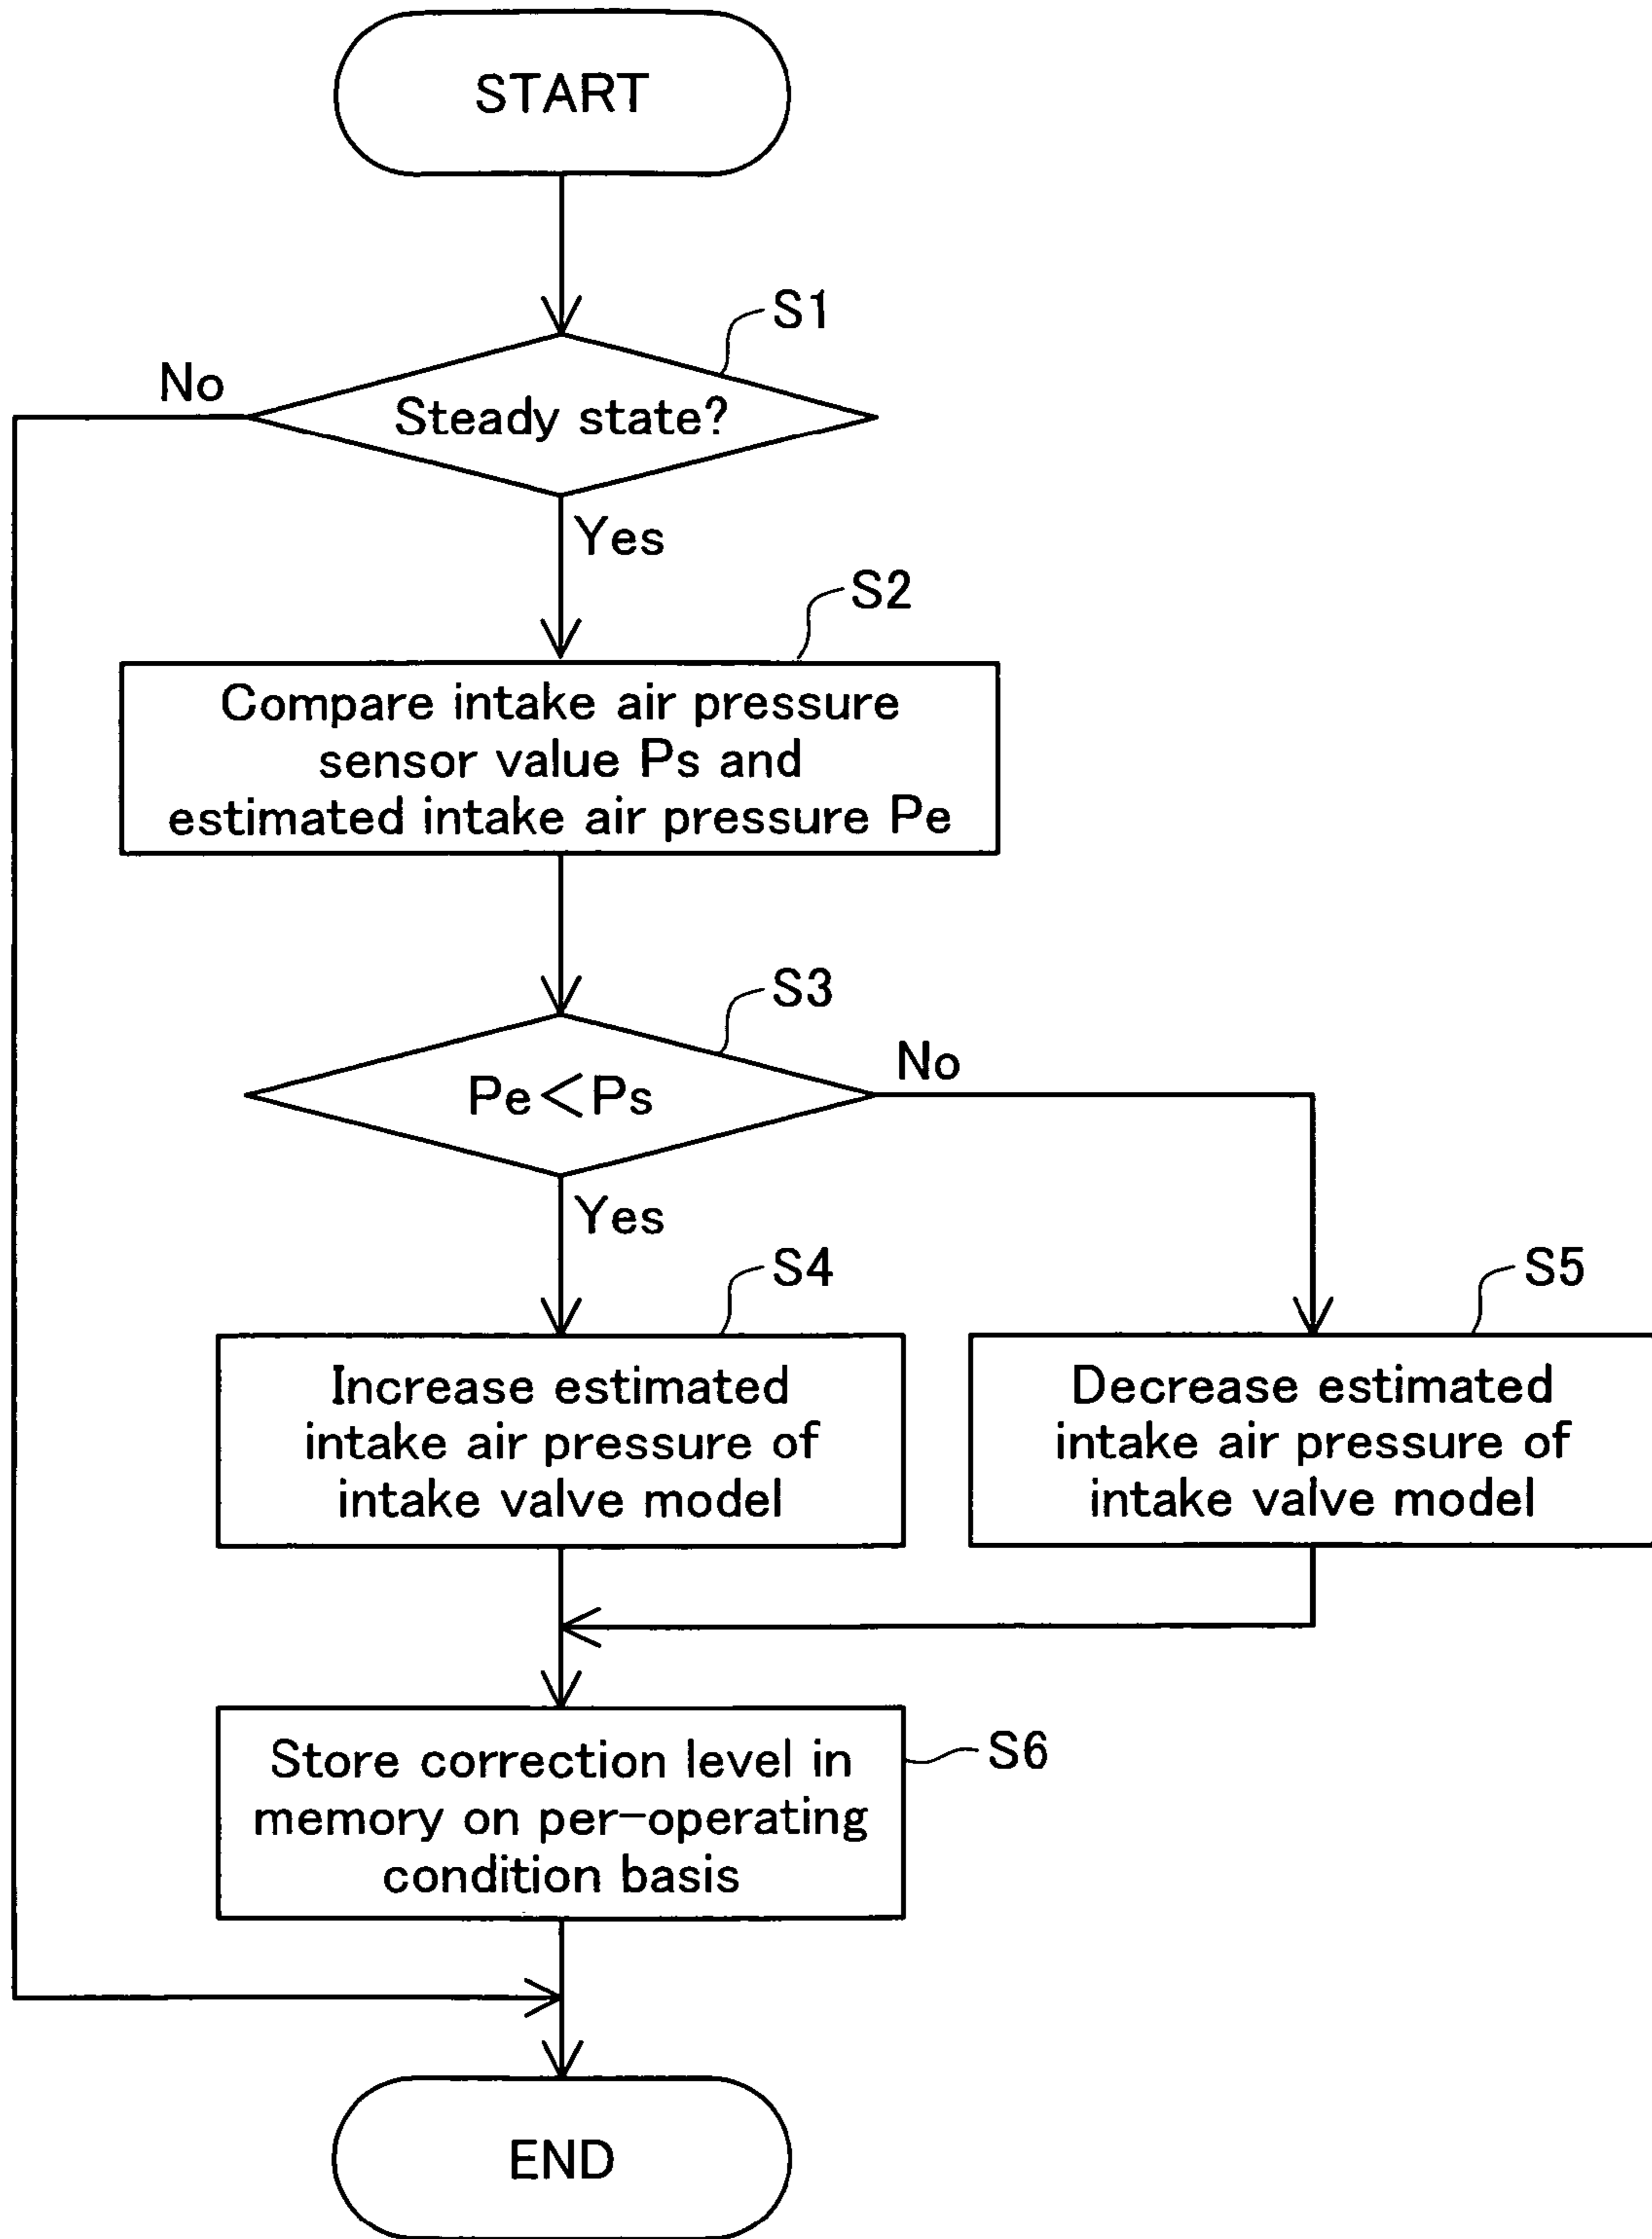 START
S1
No
Steady state?
Yes
S2
Compare intake air pressure
sensor value Ps and
estimated intake air pressure Pe
S3
No
Pe<Ps
Yes
S4
S5
Increase estimated
intake air pressure of
intake valve model
Decrease estimated
intake air pressure of
intake valve model
Store correction level in
memory on per-operating
condition basis
S6
END